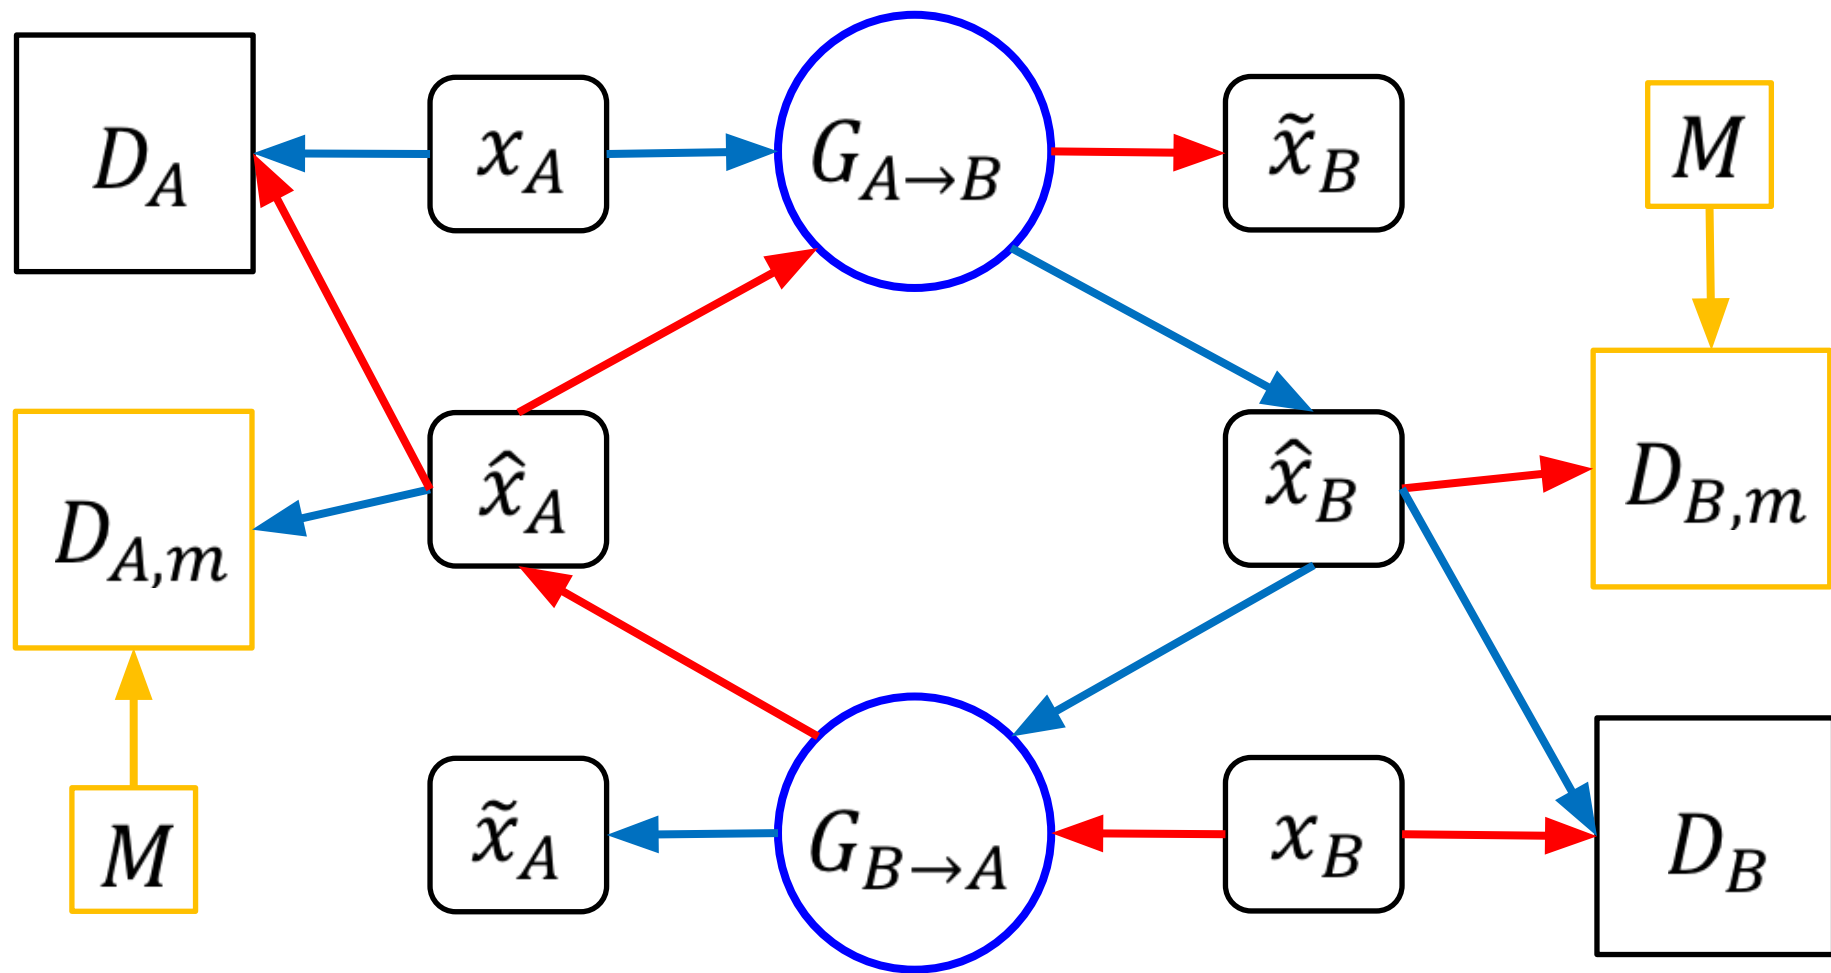 D_A
x_A
G_{A→B}
x̃_B
M
D_{A,m}
x̂_A
x̂_B
D_{B,m}
M
x̃_A
G_{B→A}
x_B
D_B